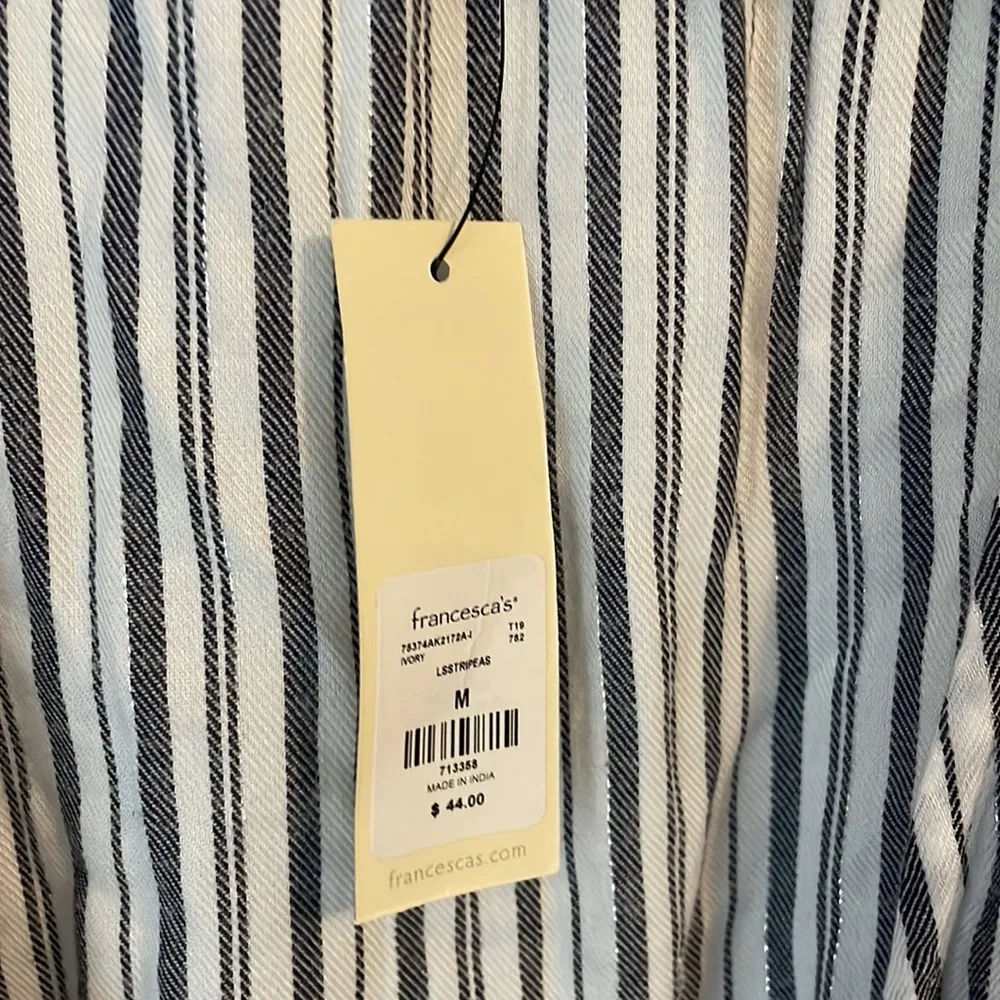 francesca's®
75374AK2172A-I T19
IVORY 782
LSSTRIPEAS
M
713358
MADE IN INDIA
$ 44.00
francescas.com